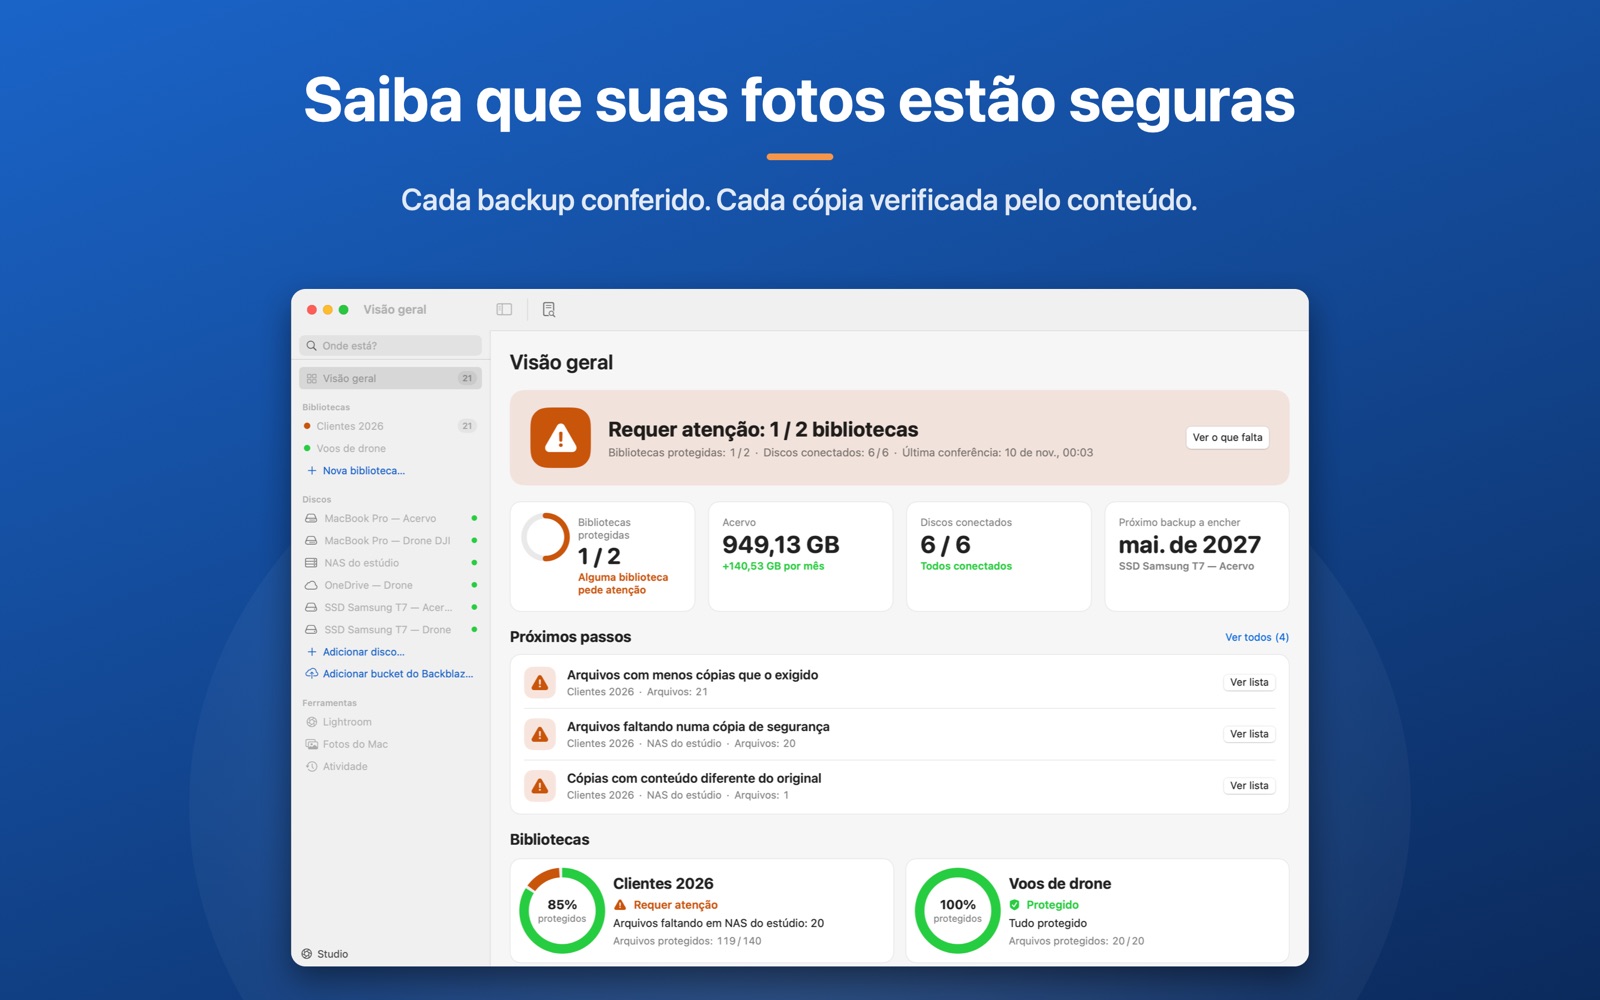 Saiba que suas fotos estão seguras
Cada backup conferido. Cada cópia verificada pelo conteúdo.
Visão geral
Onde está?
Visão geral 21
Bibliotecas
Clientes 2026 21
Voos de drone
Nova biblioteca...
Discos
MacBook Pro — Acervo
MacBook Pro — Drone DJI
NAS do estúdio
OneDrive — Drone
SSD Samsung T7 — Acer...
SSD Samsung T7 — Drone
Adicionar disco...
Adicionar bucket do Backblaz...
Ferramentas
Lightroom
Fotos do Mac
Atividade
Studio
Visão geral
Requer atenção: 1 / 2 bibliotecas
Bibliotecas protegidas: 1 / 2 · Discos conectados: 6 / 6 · Última conferência: 10 de nov., 00:03
Ver o que falta
Bibliotecas
protegidas
1 / 2
Alguma biblioteca
pede atenção
Acervo
949,13 GB
+140,53 GB por mês
Discos conectados
6 / 6
Todos conectados
Próximo backup a encher
mai. de 2027
SSD Samsung T7 — Acervo
Próximos passos
Ver todos (4)
Arquivos com menos cópias que o exigido
Clientes 2026 · Arquivos: 21
Ver lista
Arquivos faltando numa cópia de segurança
Clientes 2026 · NAS do estúdio · Arquivos: 20
Ver lista
Cópias com conteúdo diferente do original
Clientes 2026 · NAS do estúdio · Arquivos: 1
Ver lista
Bibliotecas
85%
protegidos
Clientes 2026
Requer atenção
Arquivos faltando em NAS do estúdio: 20
Arquivos protegidos: 119 / 140
100%
protegidos
Voos de drone
Protegido
Tudo protegido
Arquivos protegidos: 20 / 20